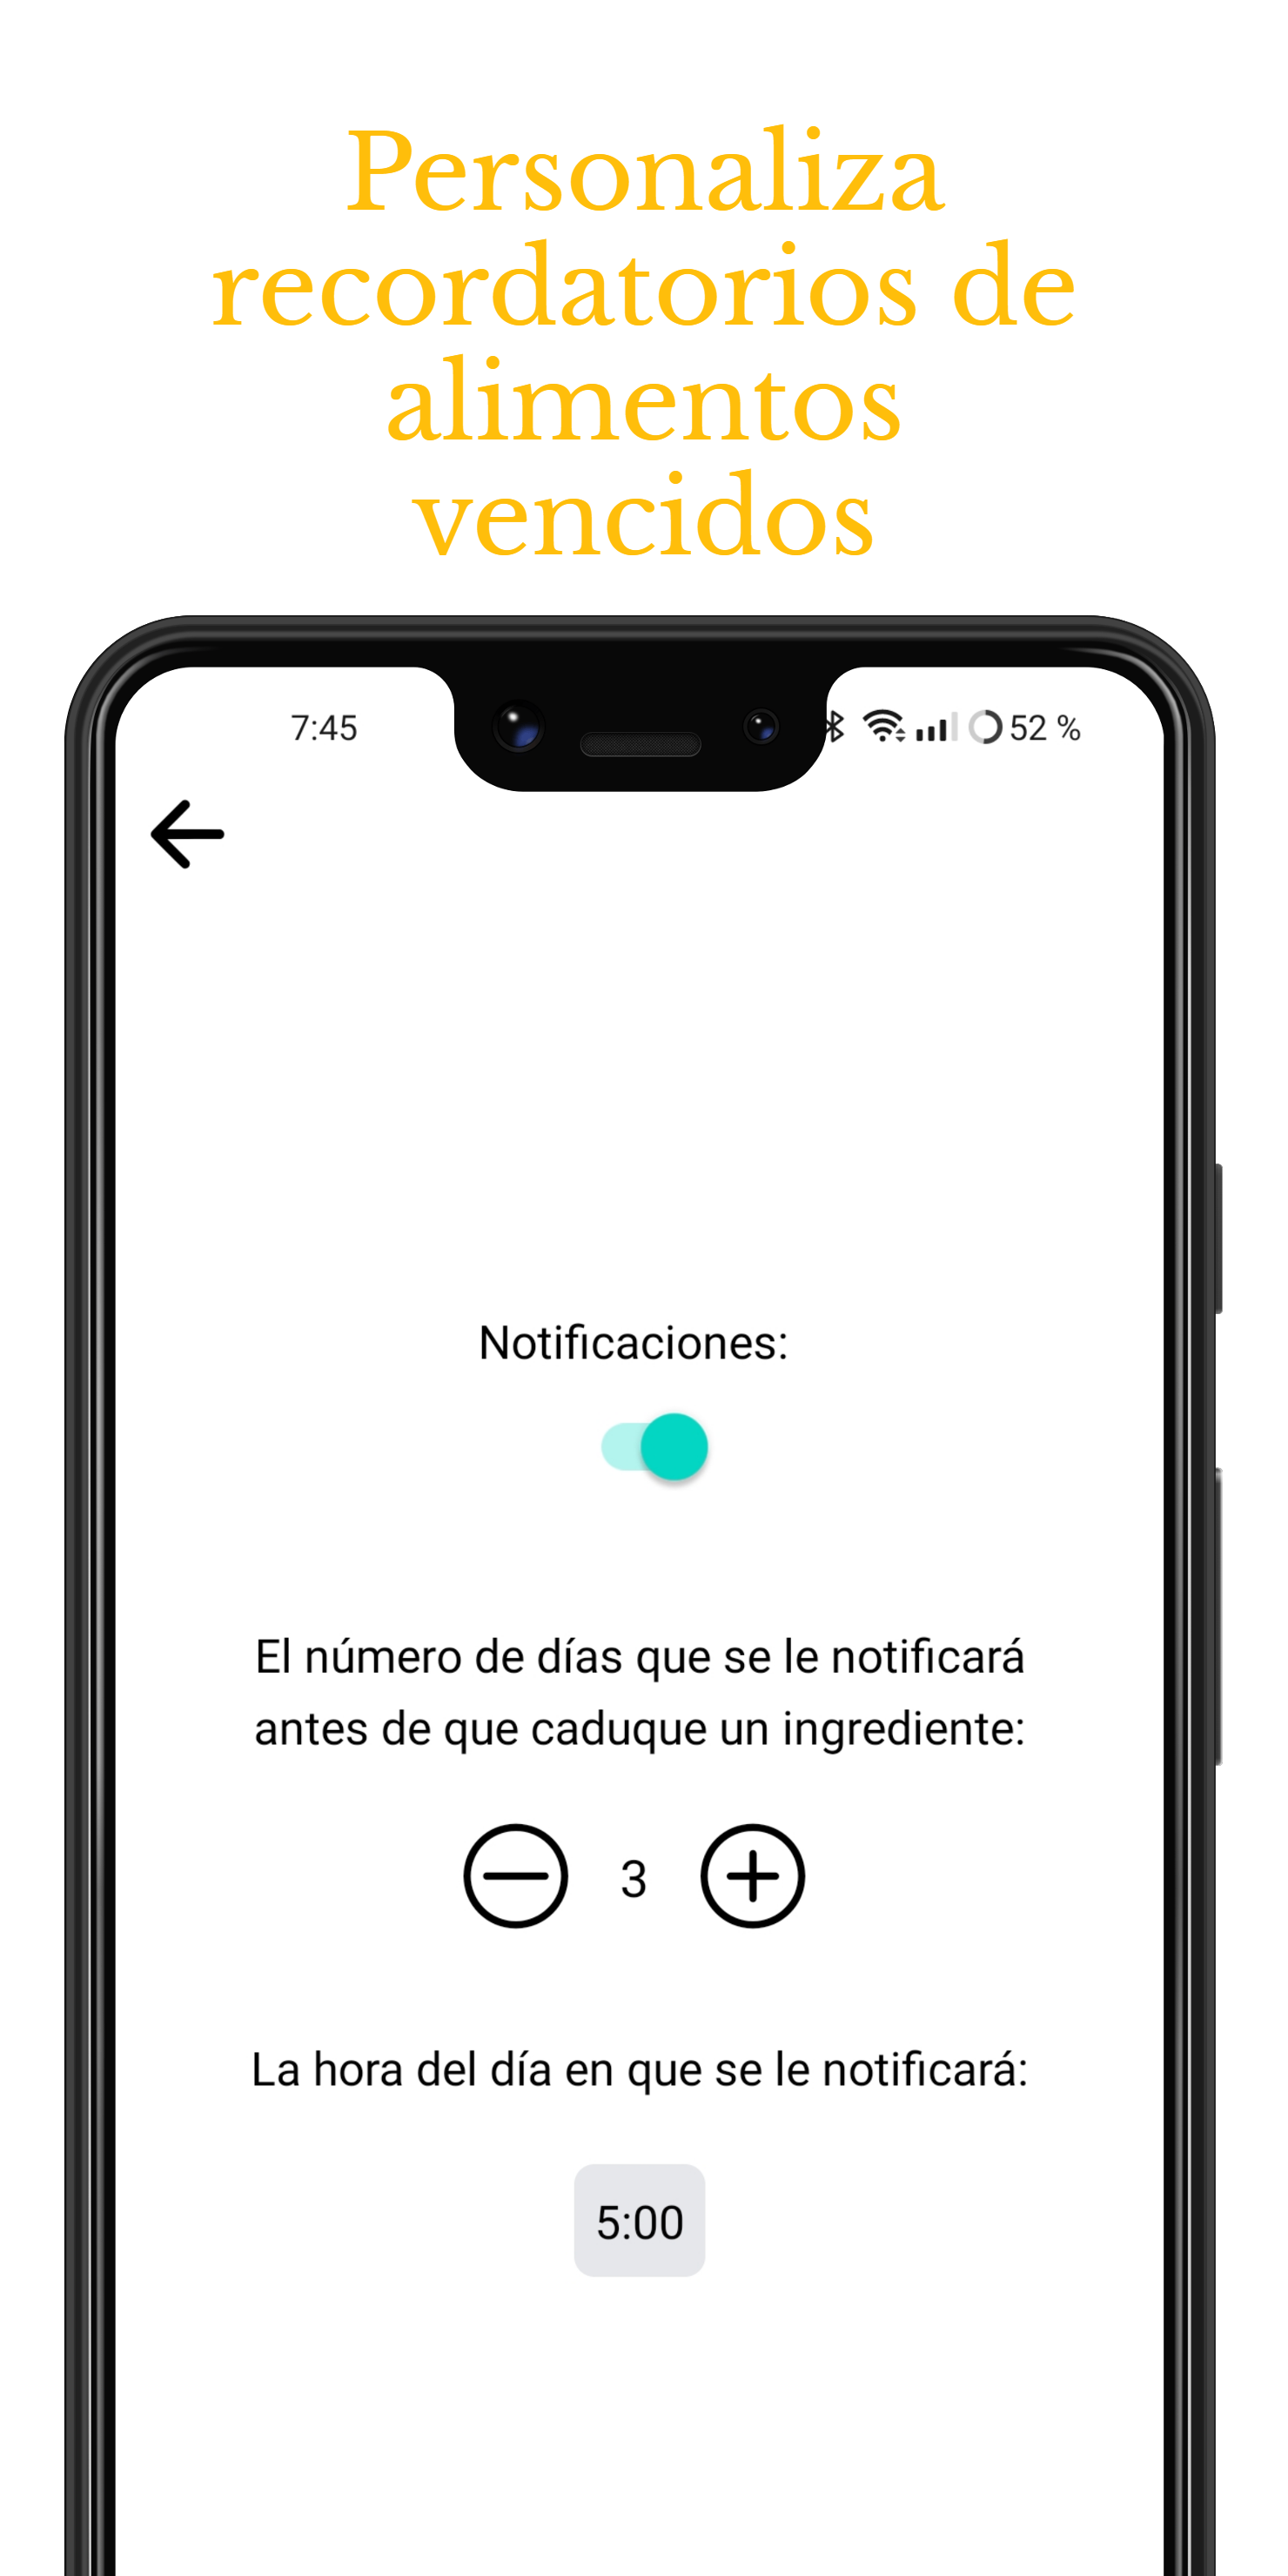 Personaliza
recordatorios de
alimentos
vencidos
7:45
52 %
Notificaciones:
El número de días que se le notificará
antes de que caduque un ingrediente:
3
La hora del día en que se le notificará:
5:00